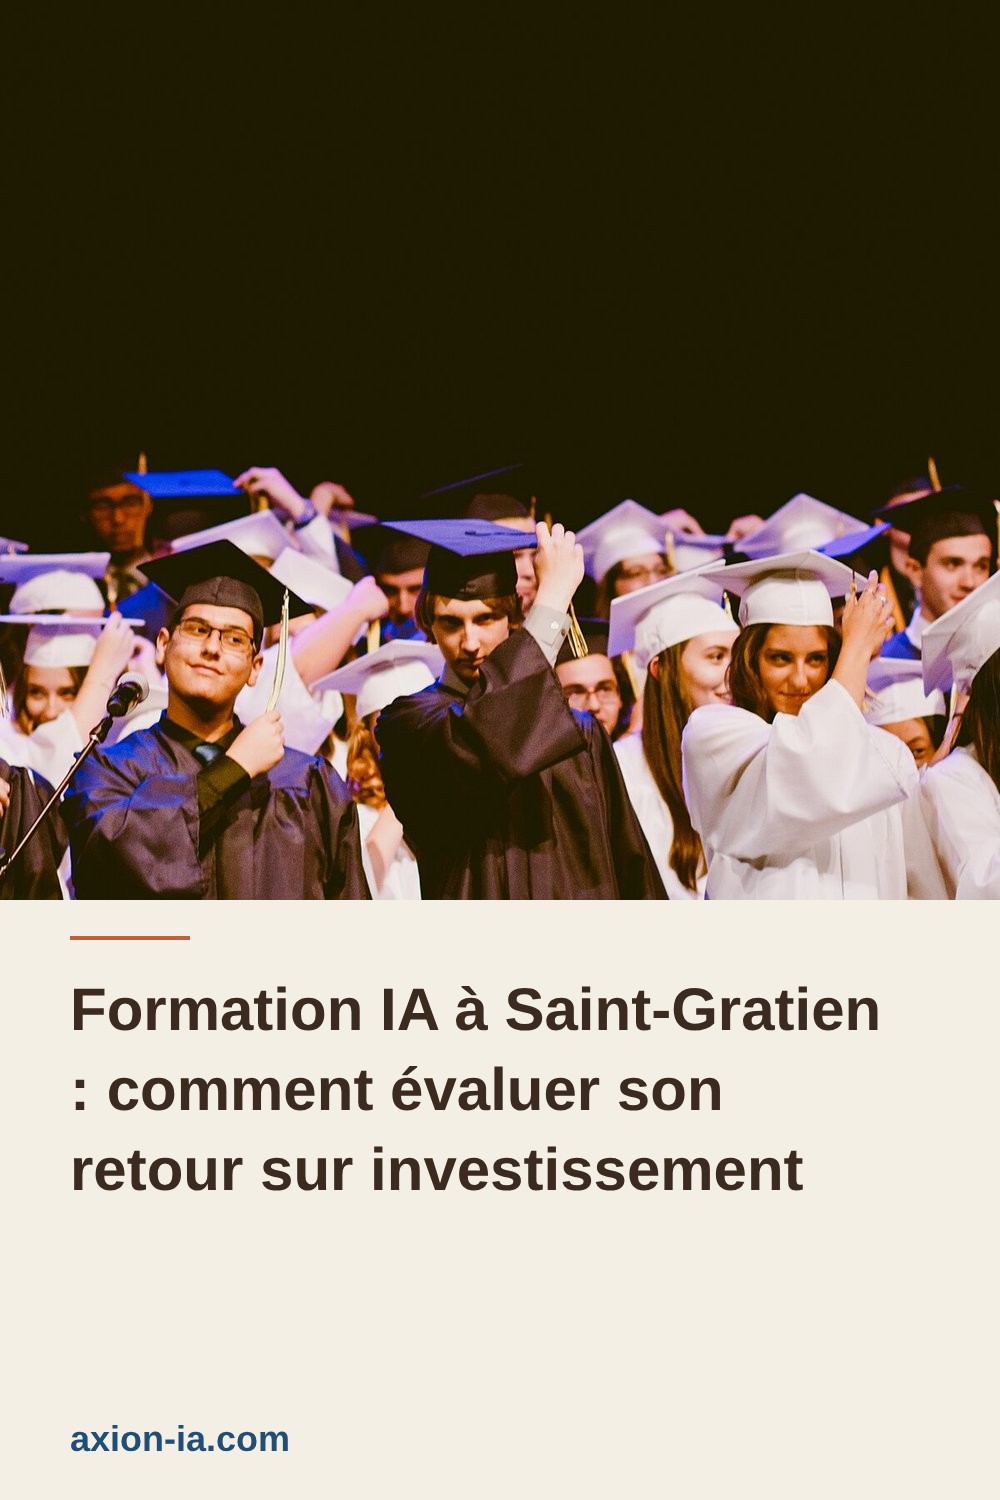 Formation IA à Saint-Gratien
: comment évaluer son
retour sur investissement
axion-ia.com